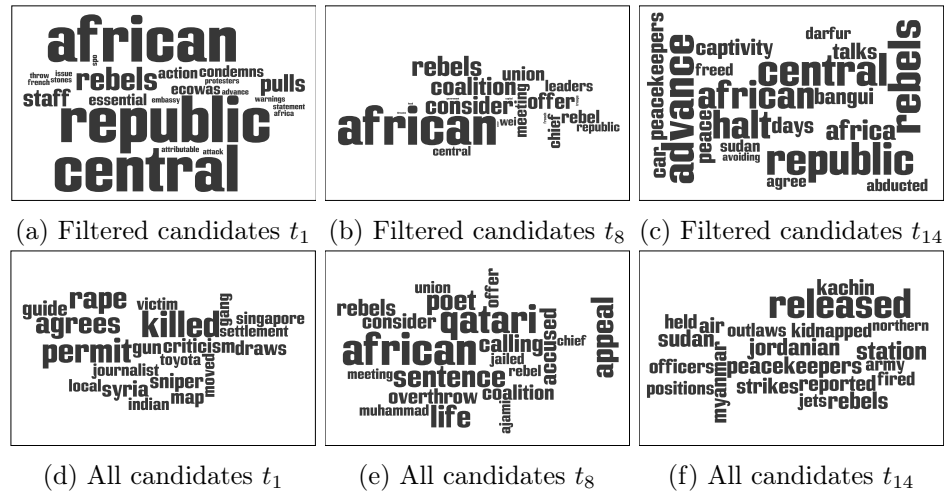 african
spo
throw issue rebels action condemns
french stones protesters pulls
staff essential ecowas advance
embassy warnings
statement
republic africa
attributable attack
central
(a) Filtered candidates t1
rebels union
coalition leaders
consider offer
meeting
african wei chief rebel
republic
central
(b) Filtered candidates t8
peacekeepers captivity darfur
talks
freed central
advance african bangui rebels
car peace halt days africa
sudan
avoiding republic
agree abducted
(c) Filtered candidates t14
guide rape victim gang
agrees killed singapore
settlement
permit gun criticism draws
journalist toyota moved
local syria sniper
indian map
(d) All candidates t1
union offer
rebels poet
consider qatari accused appeal
african calling chief
jailed
meeting sentence rebel
overthrow coalition
muhammad life ajami
(e) All candidates t8
kachin
released
held air outlaws kidnapped northern
sudan jordanian station
officers myanmar peacekeepers army
positions strikes reported fired
jets rebels
(f) All candidates t14